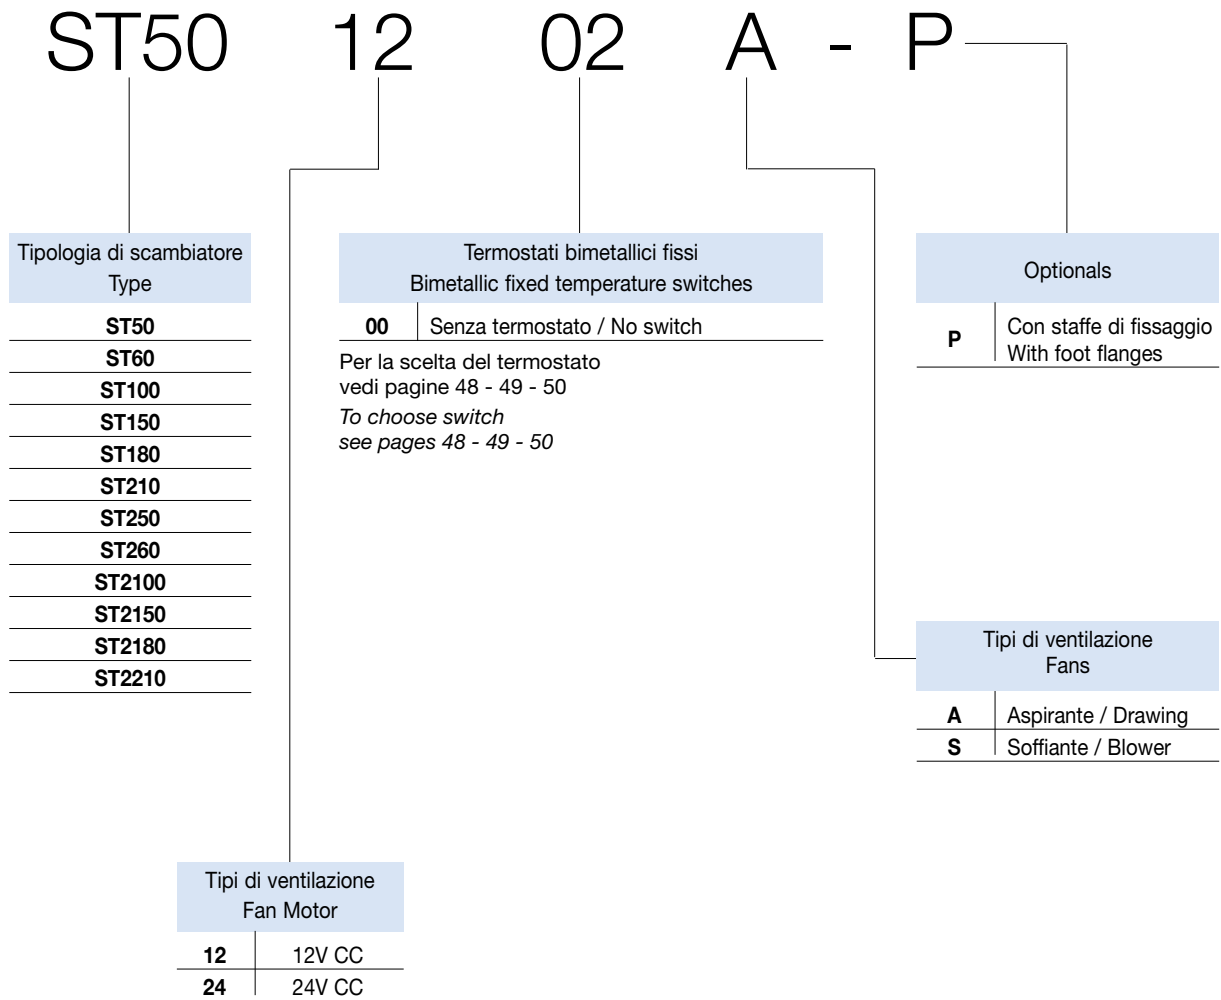 ST50 12 02 A - P
Tipologia di scambiatore
Type
ST50
ST60
ST100
ST150
ST180
ST210
ST250
ST260
ST2100
ST2150
ST2180
ST2210
Termostati bimetallici fissi
Bimetallic fixed temperature switches
00 Senza termostato / No switch
Per la scelta del termostato
vedi pagine 48 - 49 - 50
To choose switch
see pages 48 - 49 - 50
Optionals
P Con staffe di fissaggio
With foot flanges
Tipi di ventilazione
Fans
A Aspirante / Drawing
S Soffiante / Blower
Tipi di ventilazione
Fan Motor
12 12V CC
24 24V CC